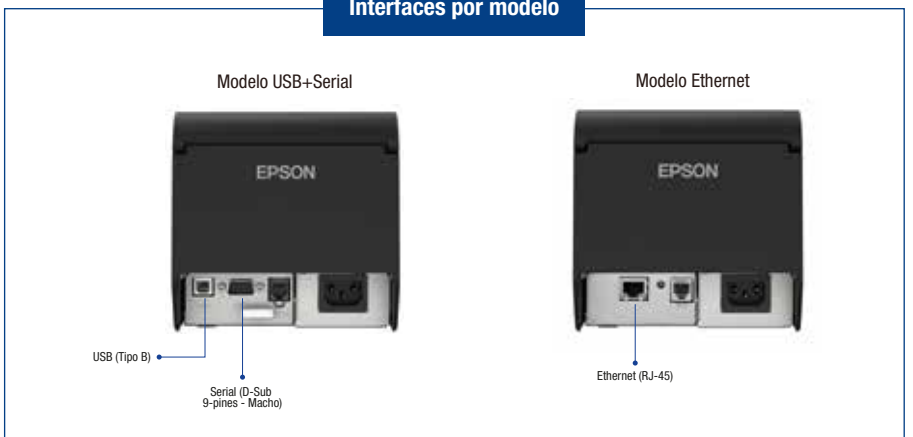 Interfaces por modelo
Modelo USB+Serial
Modelo Ethernet
EPSON
EPSON
USB (Tipo B)
Serial (D-Sub
9-pines - Macho)
Ethernet (RJ-45)